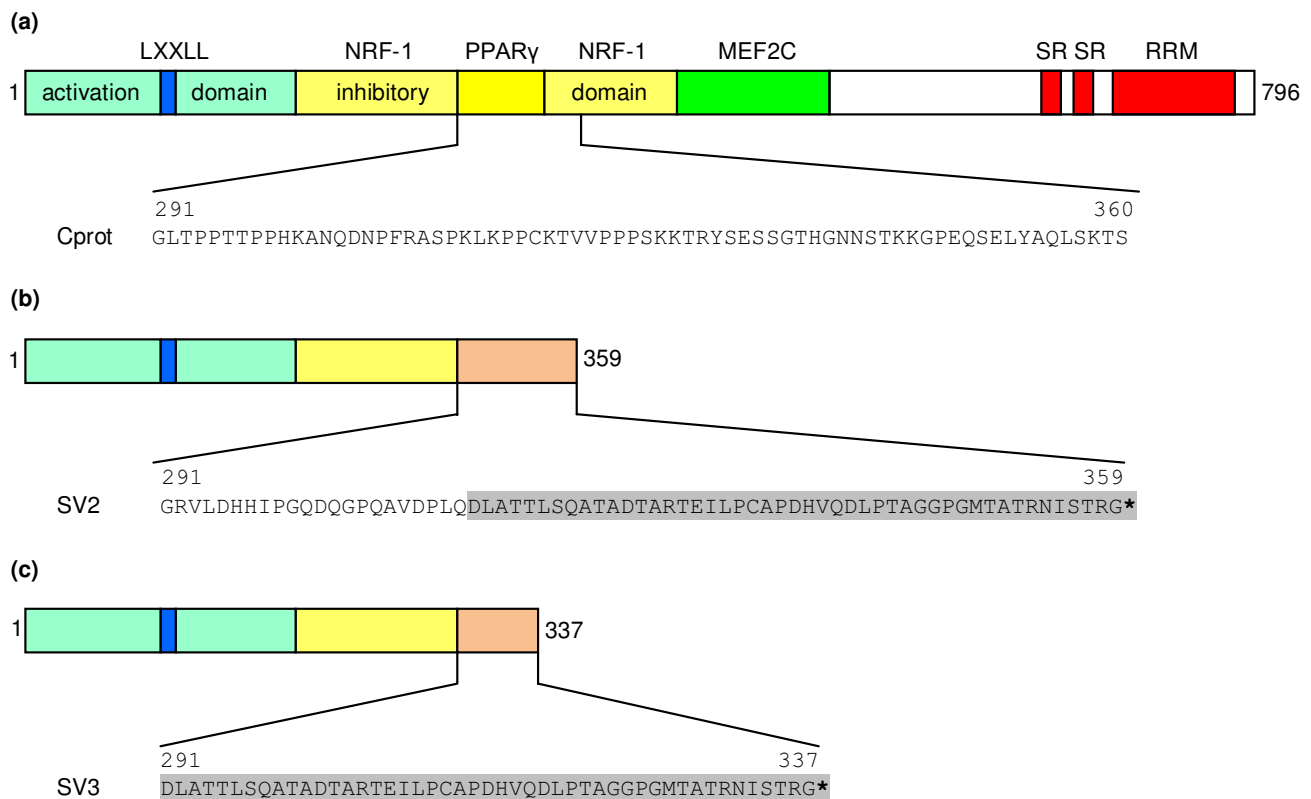 (a)
LXXLL NRF-1 PPARγ NRF-1 MEF2C SR SR RRM
1 activation domain inhibitory domain 796
291 360
Cprot GLTPPTTPPHKANQDNPFRASPKLKPPCKTVVPPPSKKTRYSESSGTHGNNSTKKGPEQSELYAQLSKTS
(b)
1 359
291 359
SV2 GRVLDHHIPGQDQGPQAVDPLQDLATTLSQATADTARTEILPCAPDHVQDLPTAGGPGMTATRNISTRG*
(c)
1 337
291 337
SV3 DLATTLSQATADTARTEILPCAPDHVQDLPTAGGPGMTATRNISTRG*